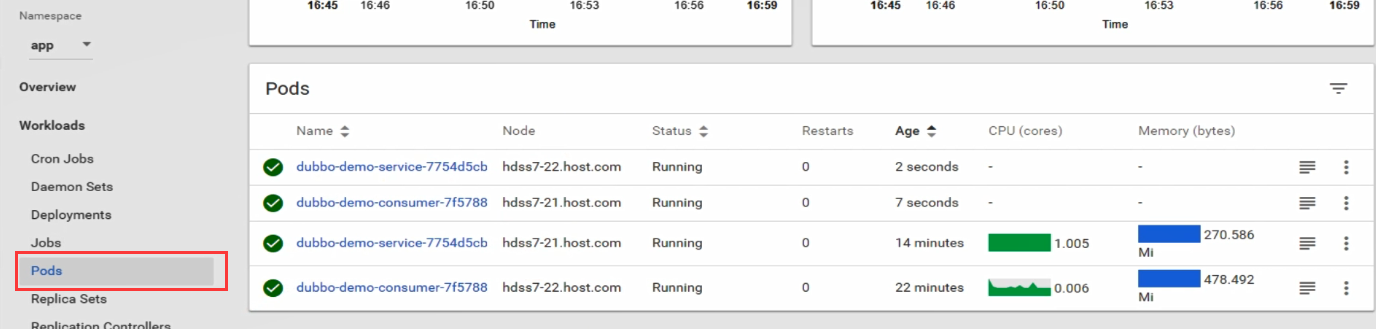 Namespace
app
Overview
Workloads
Cron Jobs
Daemon Sets
Deployments
Jobs
Pods
Replica Sets
Replication Controllers
16:45 16:46 16:50 16:53 16:56 16:59
Time
16:45 16:46 16:50 16:53 16:56 16:59
Time
Pods
Name Node Status Restarts Age CPU (cores) Memory (bytes)
dubbo-demo-service-7754d5cb hdss7-22.host.com Running 0 2 seconds - -
dubbo-demo-consumer-7f5788 hdss7-21.host.com Running 0 7 seconds - -
dubbo-demo-service-7754d5cb hdss7-21.host.com Running 0 14 minutes 1.005 270.586
Mi
dubbo-demo-consumer-7f5788 hdss7-22.host.com Running 0 22 minutes 0.006 478.492
Mi